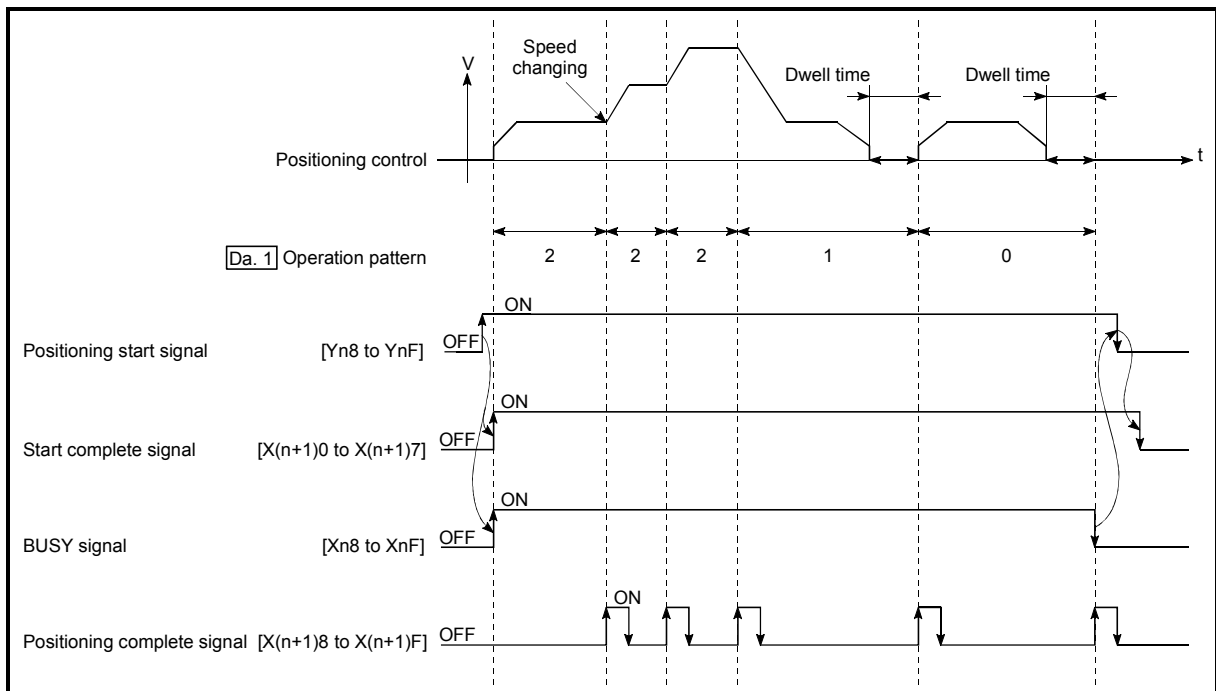 V
Speed
changing
Dwell time
Dwell time
Positioning control
t
Da. 1 Operation pattern
2 2 2 1 0
ON
Positioning start signal [Yn8 to YnF] OFF
ON
Start complete signal [X(n+1)0 to X(n+1)7] OFF
ON
BUSY signal [Xn8 to XnF] OFF
ON
Positioning complete signal [X(n+1)8 to X(n+1)F] OFF